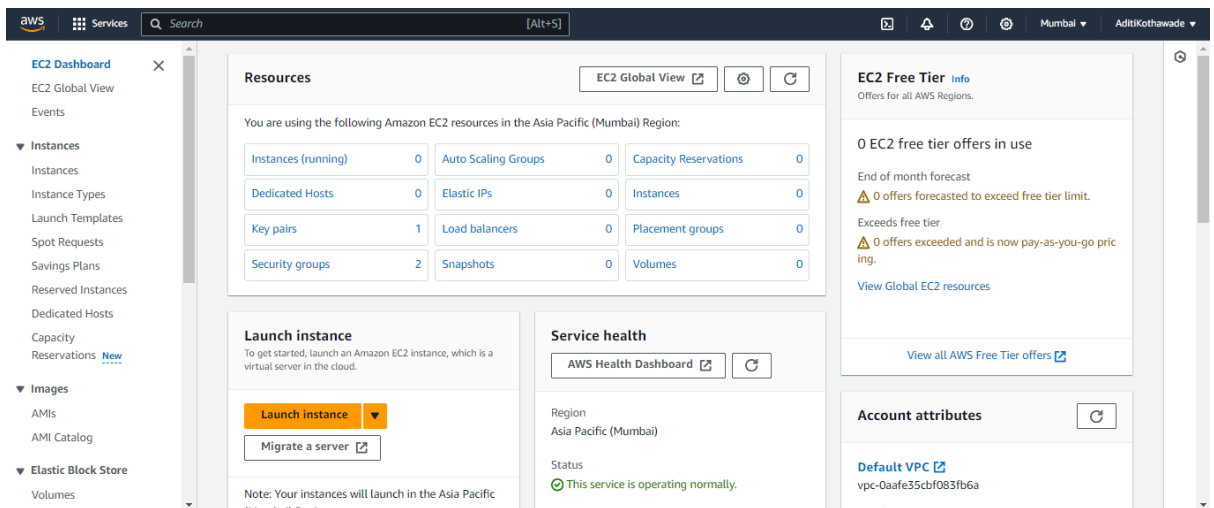 aws
Services
Search
[Alt+S]
Mumbai
AditiKothawade
EC2 Dashboard
EC2 Global View
Events
Instances
Instances
Instance Types
Launch Templates
Spot Requests
Savings Plans
Reserved Instances
Dedicated Hosts
Capacity
Reservations New
Images
AMIs
AMI Catalog
Elastic Block Store
Volumes
Resources
EC2 Global View
You are using the following Amazon EC2 resources in the Asia Pacific (Mumbai) Region:
Instances (running) 0
Auto Scaling Groups 0
Capacity Reservations 0
Dedicated Hosts 0
Elastic IPs 0
Instances 0
Key pairs 1
Load balancers 0
Placement groups 0
Security groups 2
Snapshots 0
Volumes 0
Launch instance
To get started, launch an Amazon EC2 instance, which is a
virtual server in the cloud.
Launch instance
Migrate a server
Note: Your instances will launch in the Asia Pacific
Service health
AWS Health Dashboard
Region
Asia Pacific (Mumbai)
Status
This service is operating normally.
EC2 Free Tier Info
Offers for all AWS Regions.
0 EC2 free tier offers in use
End of month forecast
0 offers forecasted to exceed free tier limit.
Exceeds free tier
0 offers exceeded and is now pay-as-you-go pric
ing.
View Global EC2 resources
View all AWS Free Tier offers
Account attributes
Default VPC
vpc-0aafe35cbf083fb6a